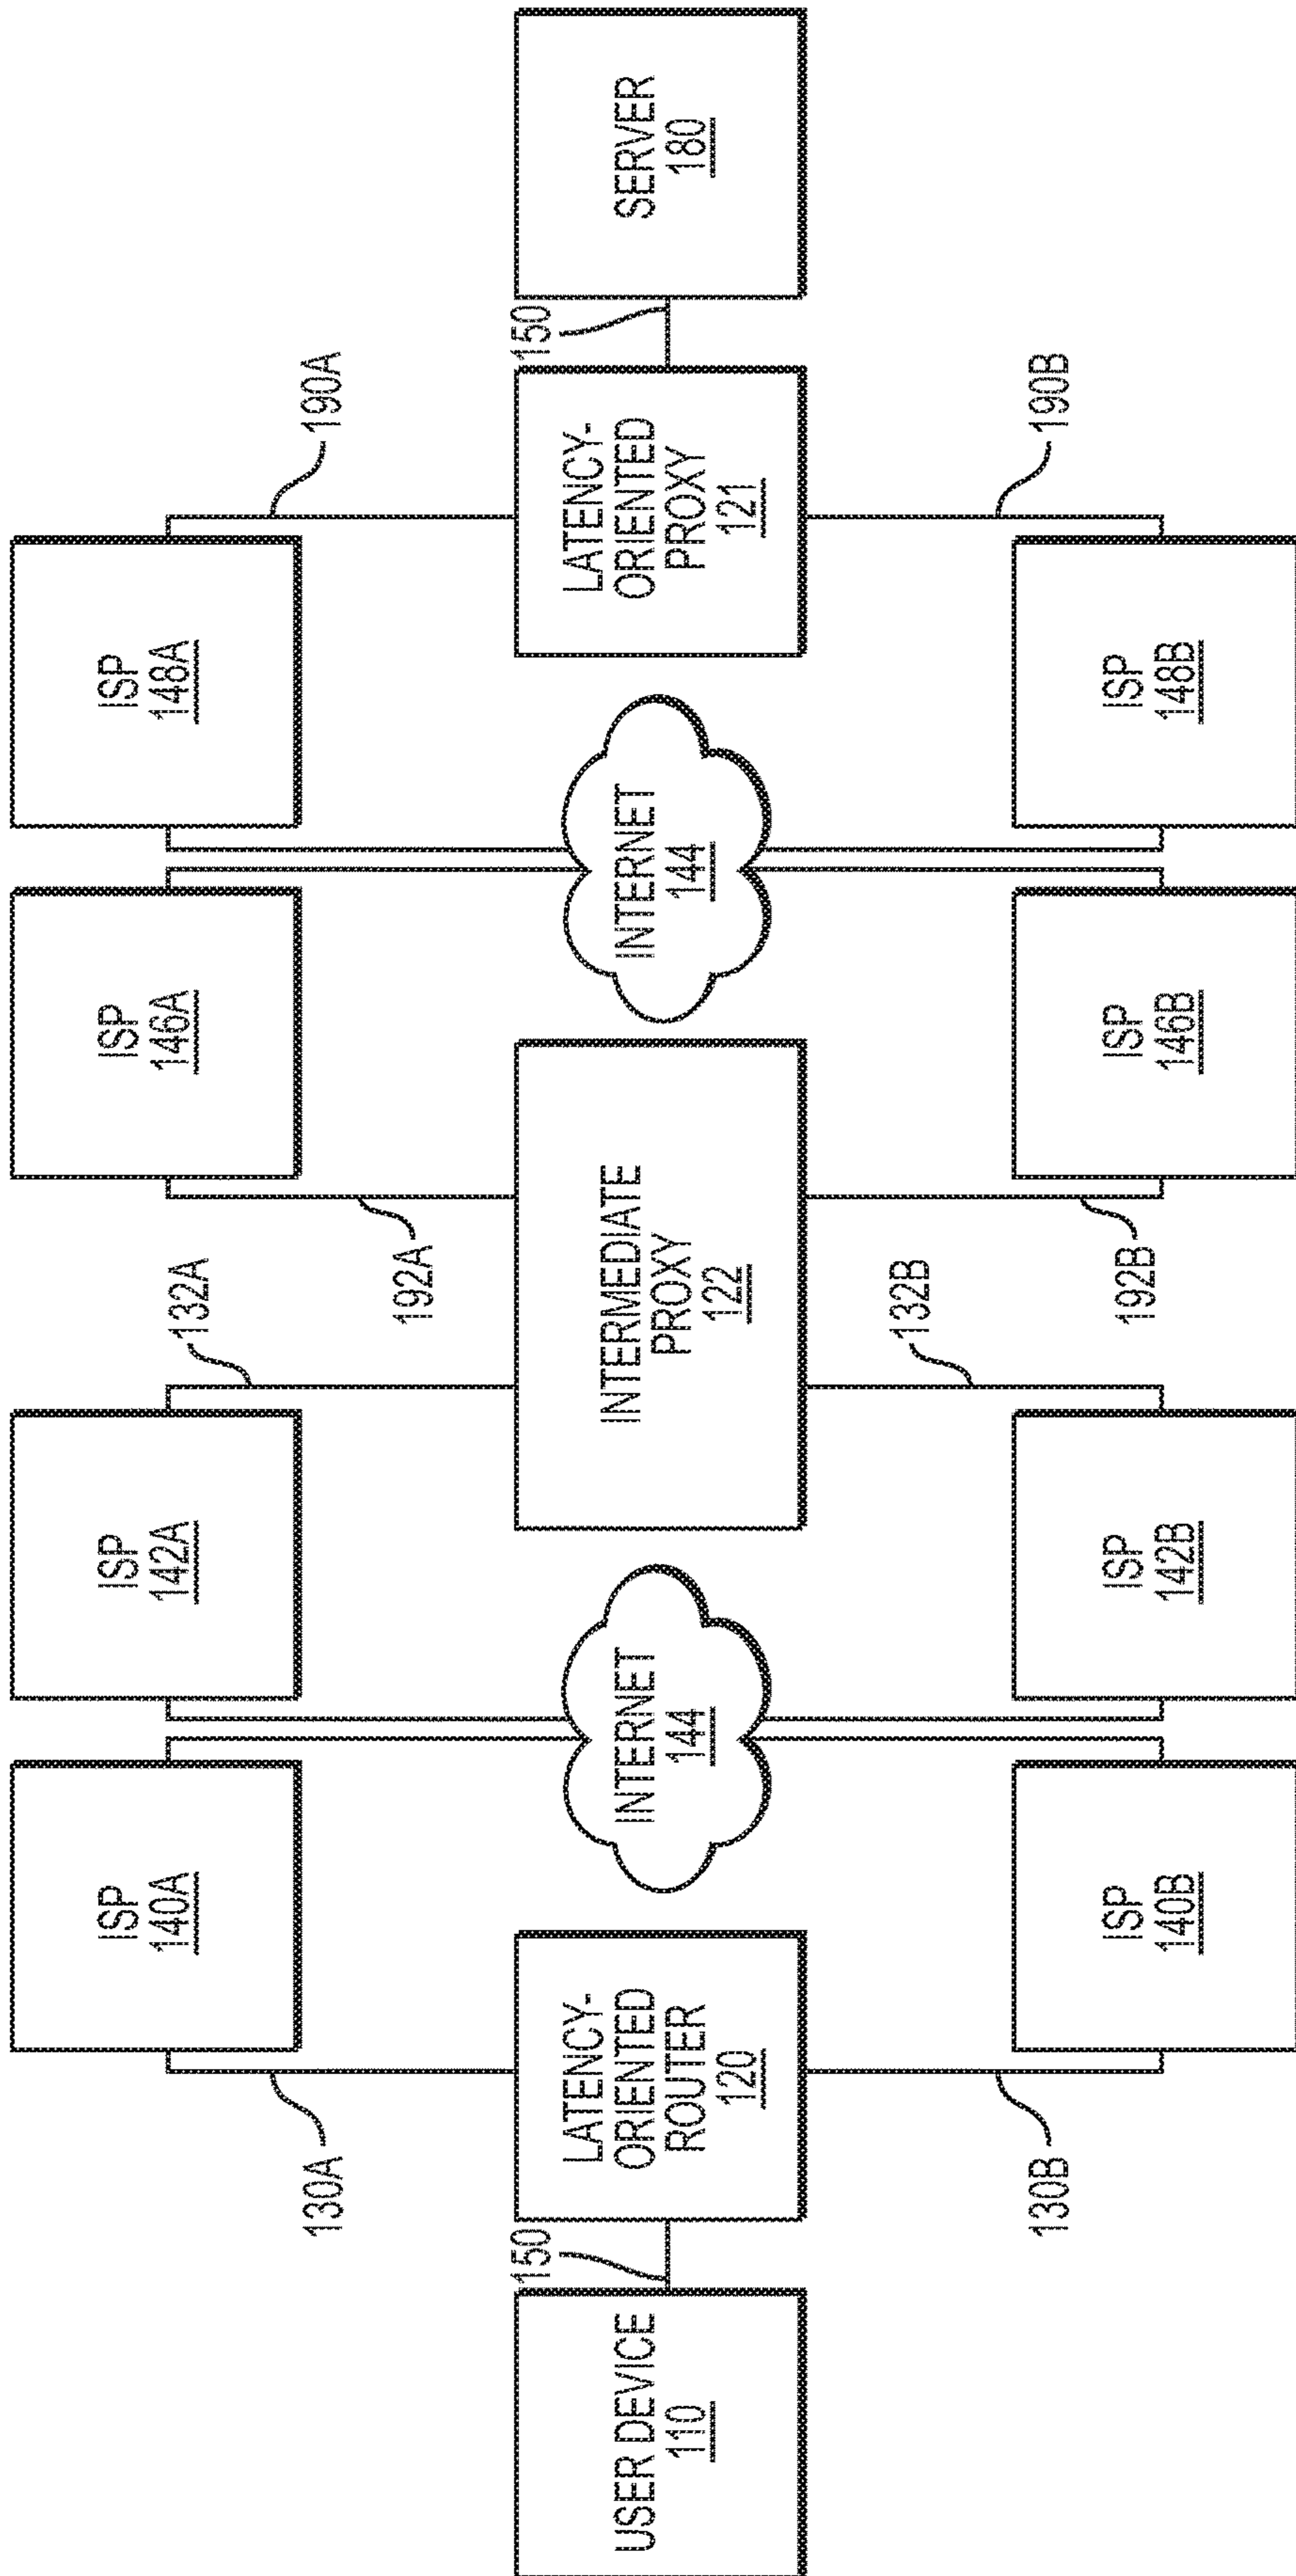 ISP
140A
ISP
142A
ISP
146A
ISP
148A
130A
132A
192A
190A
USER DEVICE
110
150
LATENCY-
ORIENTED
ROUTER
120
INTERNET
144
INTERMEDIATE
PROXY
122
INTERNET
144
LATENCY-
ORIENTED
PROXY
121
150
SERVER
180
130B
132B
192B
190B
ISP
140B
ISP
142B
ISP
146B
ISP
148B